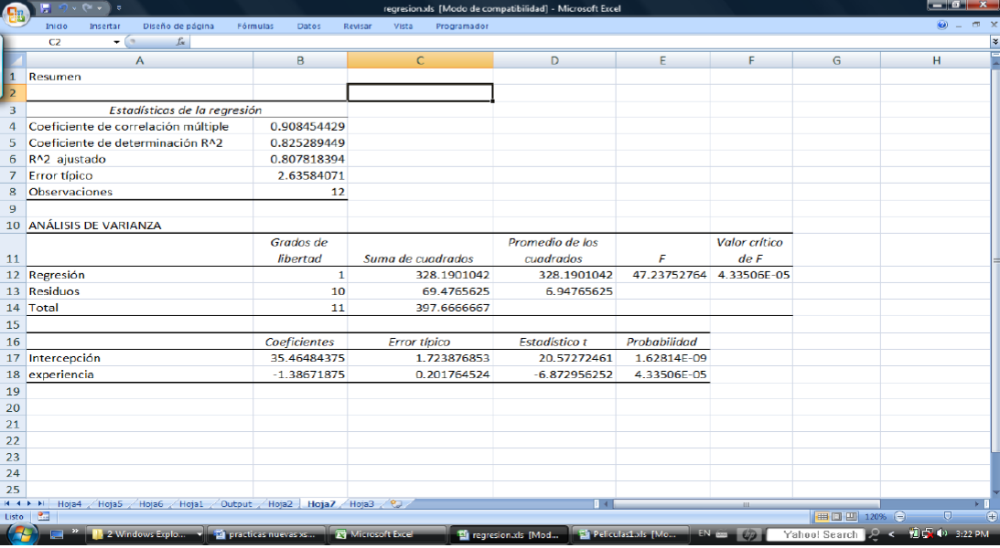 regresion.xls [Modo de compatibilidad] - Microsoft Excel
Inicio Insertar Diseño de página Fórmulas Datos Revisar Vista Programador
C2 fx
A B C D E F G H
1 Resumen
2
3 Estadísticas de la regresión
4 Coeficiente de correlación múltiple 0.908454429
5 Coeficiente de determinación R^2 0.825289449
6 R^2 ajustado 0.807818394
7 Error típico 2.63584071
8 Observaciones 12
9
10 ANÁLISIS DE VARIANZA
Grados de Promedio de los Valor crítico
11 libertad Suma de cuadrados cuadrados F de F
12 Regresión 1 328.1901042 328.1901042 47.23752764 4.33506E-05
13 Residuos 10 69.4765625 6.94765625
14 Total 11 397.6666667
15
16 Coeficientes Error típico Estadístico t Probabilidad
17 Intercepción 35.46484375 1.723876853 20.57272461 1.62814E-09
18 experiencia -1.38671875 0.201764524 -6.872956252 4.33506E-05
19
20
21
22
23
24
25
Hoja4 Hoja5 Hoja6 Hoja1 Output Hoja2 Hoja7 Hoja3
Listo 120%
2 Windows Explo... practicas nuevas xs... Microsoft Excel regresion.xls [Mod... Peliculas1.xls [Mo... EN hp Yahoo! Search 3:22 PM